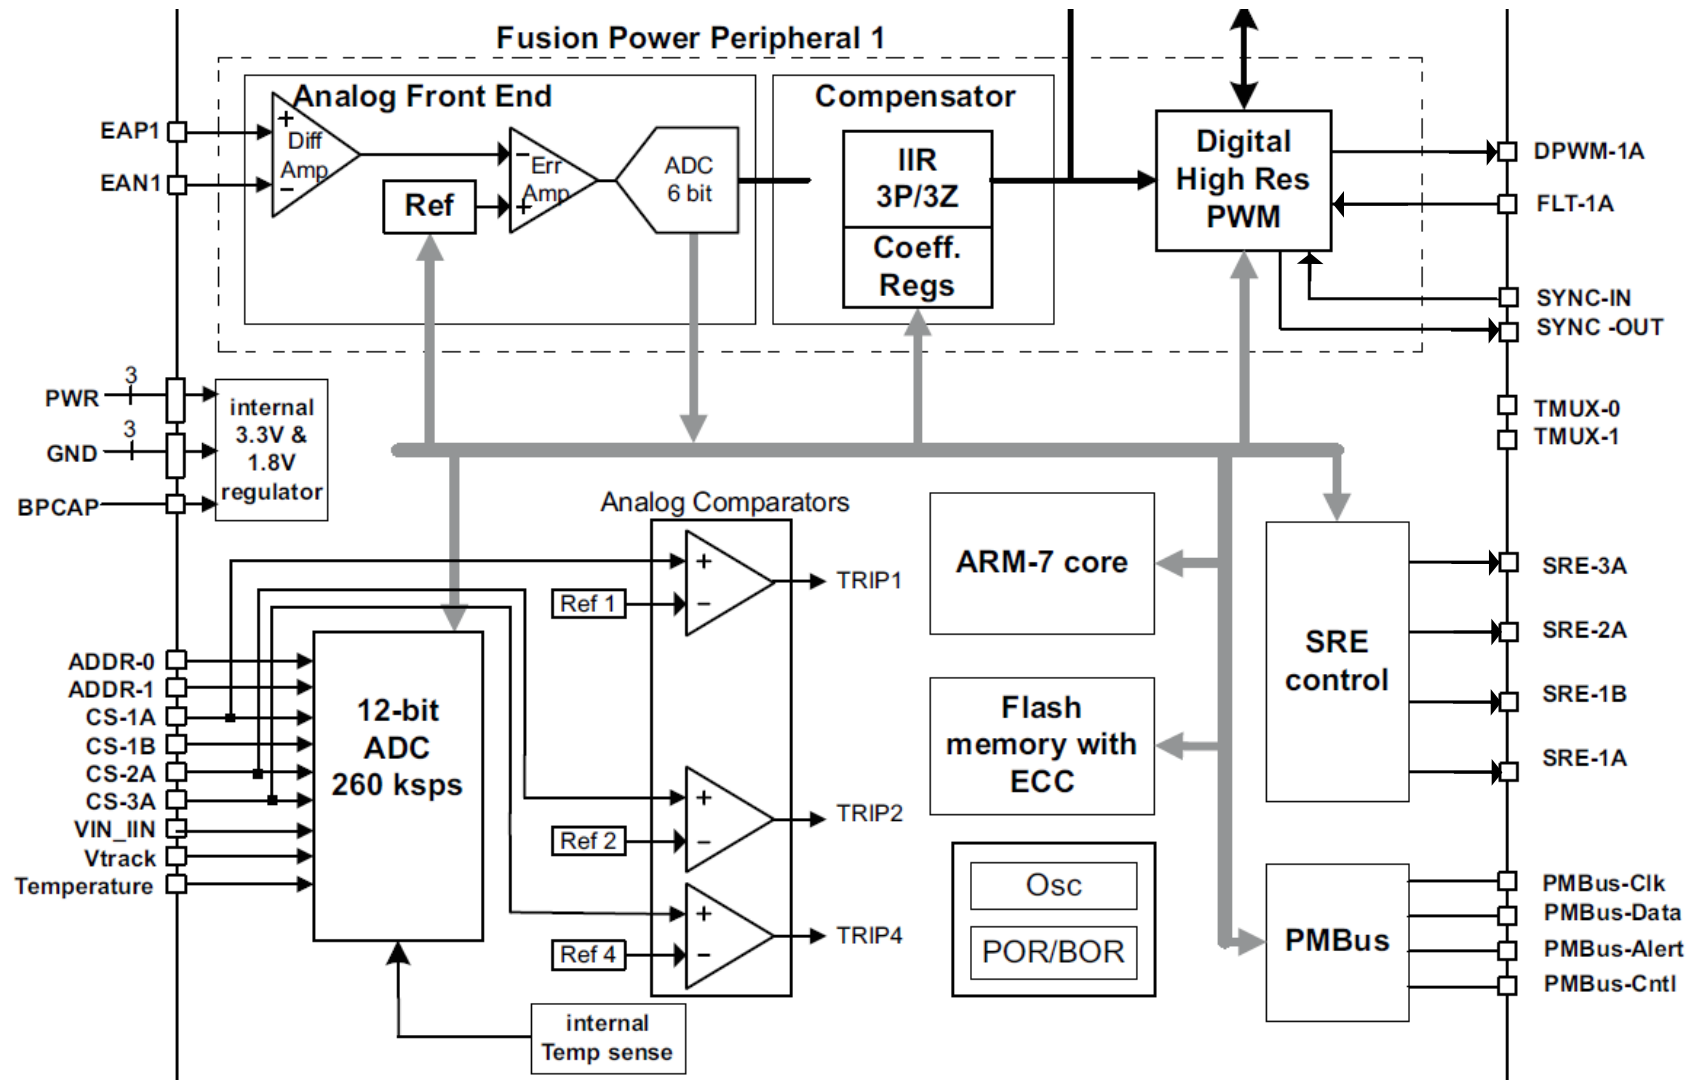 Fusion Power Peripheral 1
Analog Front End
Compensator
EAP1
EAN1
+
Diff
Amp
−
Ref
−
Err
Amp
+
ADC
6 bit
IIR
3P/3Z
Coeff.
Regs
Digital
High Res
PWM
DPWM-1A
FLT-1A
SYNC-IN
SYNC -OUT
TMUX-0
TMUX-1
PWR
3
GND
3
BPCAP
internal
3.3V &
1.8V
regulator
Analog Comparators
+
−
Ref 1
TRIP1
+
−
Ref 2
TRIP2
+
−
Ref 4
TRIP4
ADDR-0
ADDR-1
CS-1A
CS-1B
CS-2A
CS-3A
VIN_IIN
Vtrack
Temperature
12-bit
ADC
260 ksps
internal
Temp sense
ARM-7 core
Flash
memory with
ECC
Osc
POR/BOR
SRE
control
SRE-3A
SRE-2A
SRE-1B
SRE-1A
PMBus
PMBus-Clk
PMBus-Data
PMBus-Alert
PMBus-Cntl